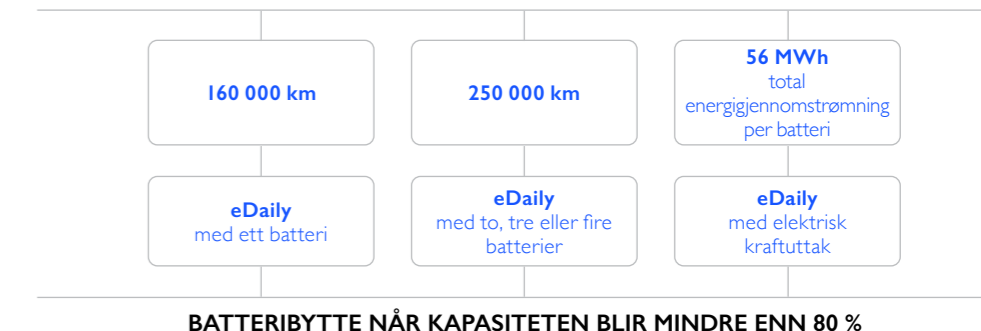 160 000 km
250 000 km
56 MWh
total
energigjennomstrømning
per batteri
eDaily
med ett batteri
eDaily
med to, tre eller fire
batterier
eDaily
med elektrisk
kraftuttak
BATTERIBYTTE NÅR KAPASITETEN BLIR MINDRE ENN 80 %